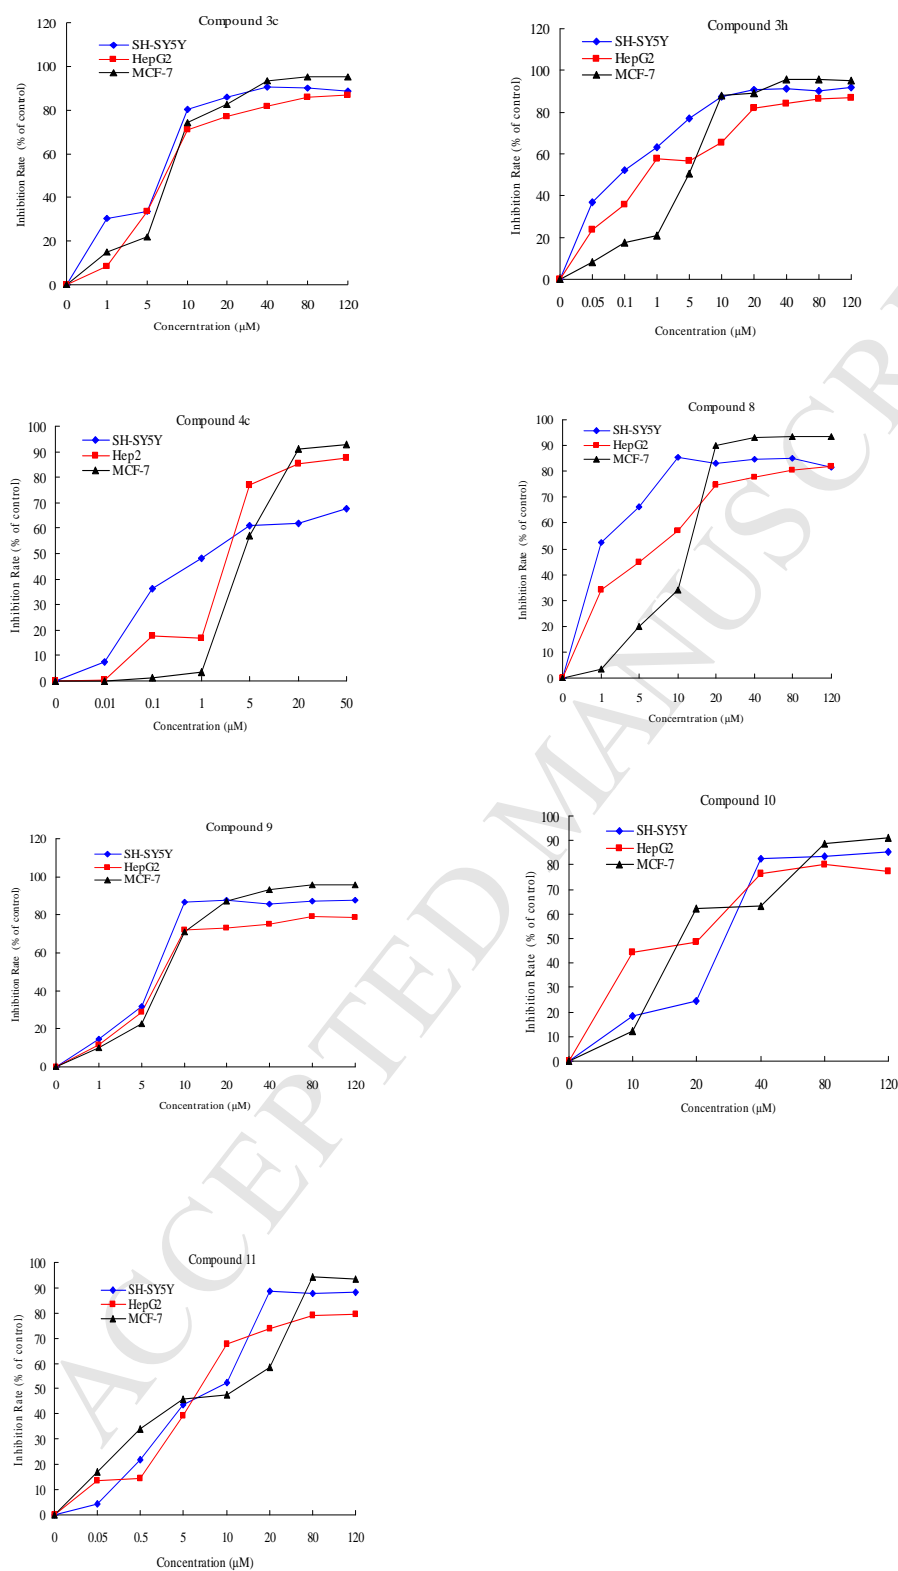 Compound 3c
SH-SY5Y
HepG2
MCF-7
Inhibition Rate (% of control)
120
100
80
60
40
20
0
0 1 5 10 20 40 80 120
Concerntration (μM)
Compound 3h
SH-SY5Y
HepG2
MCF-7
Inhibition Rate (% of control)
120
100
80
60
40
20
0
0 0.05 0.1 1 5 10 20 40 80 120
Concentration (μM)
Compound 4c
SH-SY5Y
Hep2
MCF-7
Inhibition Rate (% of control)
100
90
80
70
60
50
40
30
20
10
0
0 0.01 0.1 1 5 20 50
Concentration (μM)
Compound 8
SH-SY5Y
HepG2
MCF-7
Inhibition Rate (% of control)
100
90
80
70
60
50
40
30
20
10
0
0 1 5 10 20 40 80 120
Concerntration (μM)
Compound 9
SH-SY5Y
HepG2
MCF-7
Inhibition Rate (% of control)
120
100
80
60
40
20
0
0 1 5 10 20 40 80 120
Concentration (μM)
Compound 10
SH-SY5Y
HepG2
MCF-7
Inhibition Rate (% of control)
100
90
80
70
60
50
40
30
20
10
0
0 10 20 40 80 120
Concentration (μM)
Compound 11
SH-SY5Y
HepG2
MCF-7
Inhibition Rate (% of control)
100
90
80
70
60
50
40
30
20
10
0
0 0.05 0.5 5 10 20 80 120
Concentration (μM)
ACCEPTED MANUSCRI